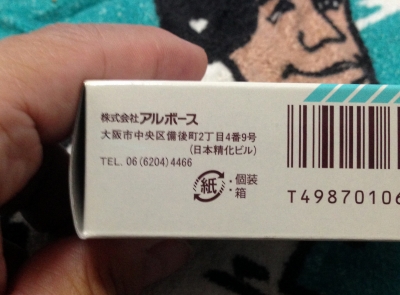 株式会社アルボース
大阪市中央区備後町2丁目4番9号
(日本精化ビル)
TEL. 06 (6204) 4466
紙 ・個装
・箱
T4987010